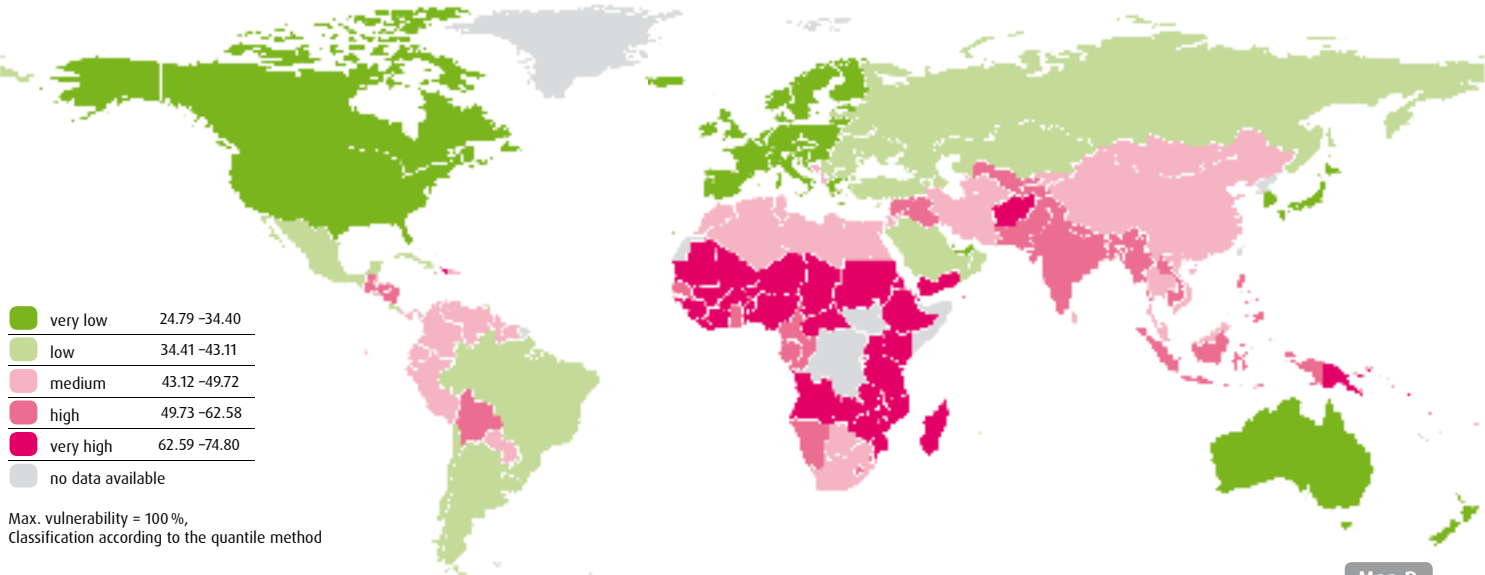 very low 24.79 –34.40
low 34.41 –43.11
medium 43.12 –49.72
high 49.73 –62.58
very high 62.59 –74.80
no data available
Max. vulnerability = 100 %,
Classification according to the quantile method